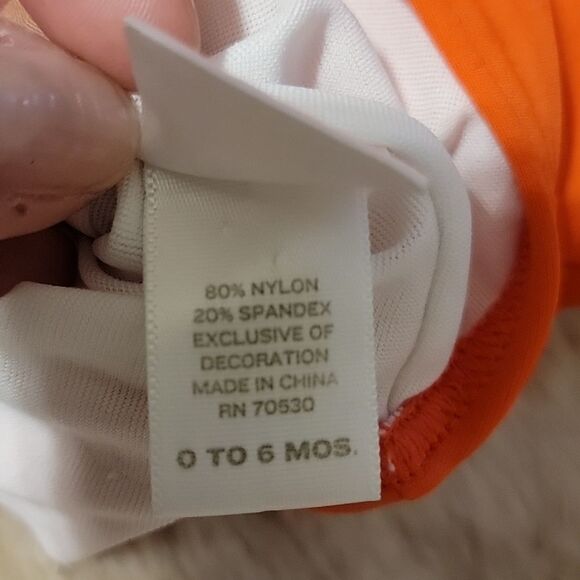 80% NYLON
20% SPANDEX
EXCLUSIVE OF
DECORATION
MADE IN CHINA
RN 70530
0 TO 6 MOS.